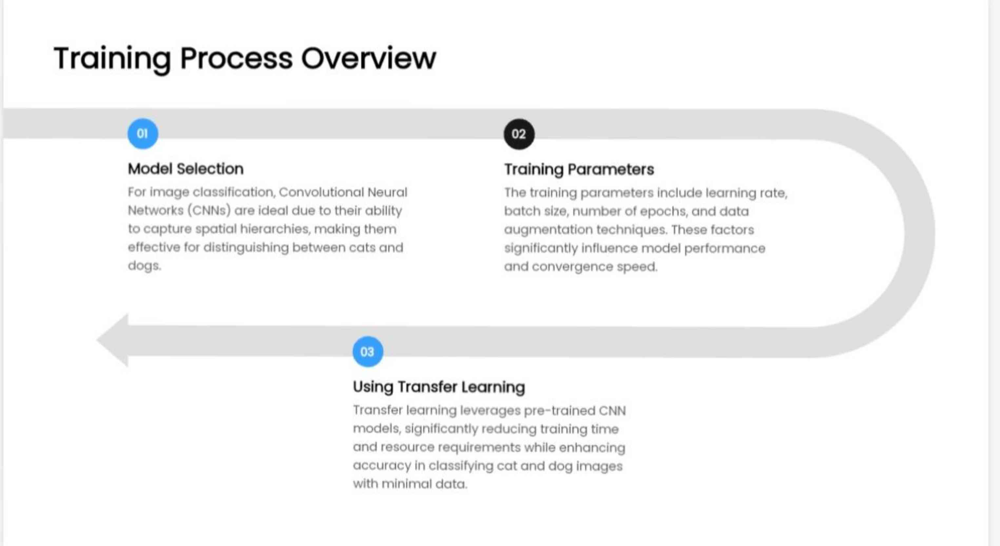 Training Process Overview
01
Model Selection
For image classification, Convolutional Neural
Networks (CNNs) are ideal due to their ability
to capture spatial hierarchies, making them
effective for distinguishing between cats and
dogs.
02
Training Parameters
The training parameters include learning rate,
batch size, number of epochs, and data
augmentation techniques. These factors
significantly influence model performance
and convergence speed.
03
Using Transfer Learning
Transfer learning leverages pre-trained CNN
models, significantly reducing training time
and resource requirements while enhancing
accuracy in classifying cat and dog images
with minimal data.